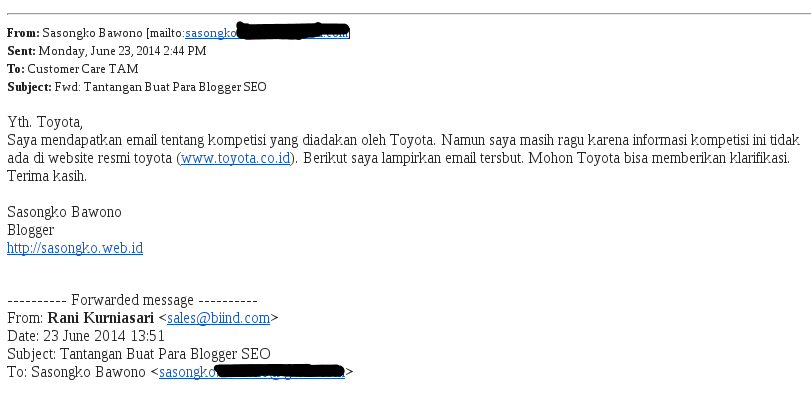 From: Sasongko Bawono [mailto:sasongko
Sent: Monday, June 23, 2014 2:44 PM
To: Customer Care TAM
Subject: Fwd: Tantangan Buat Para Blogger SEO
Yth. Toyota,
Saya mendapatkan email tentang kompetisi yang diadakan oleh Toyota. Namun saya masih ragu karena informasi kompetisi ini tidak
ada di website resmi toyota (www.toyota.co.id). Berikut saya lampirkan email tersbut. Mohon Toyota bisa memberikan klarifikasi.
Terima kasih.
Sasongko Bawono
Blogger
http://sasongko.web.id
---------- Forwarded message ----------
From: Rani Kurniasari <sales@biind.com>
Date: 23 June 2014 13:51
Subject: Tantangan Buat Para Blogger SEO
To: Sasongko Bawono <sasongko >